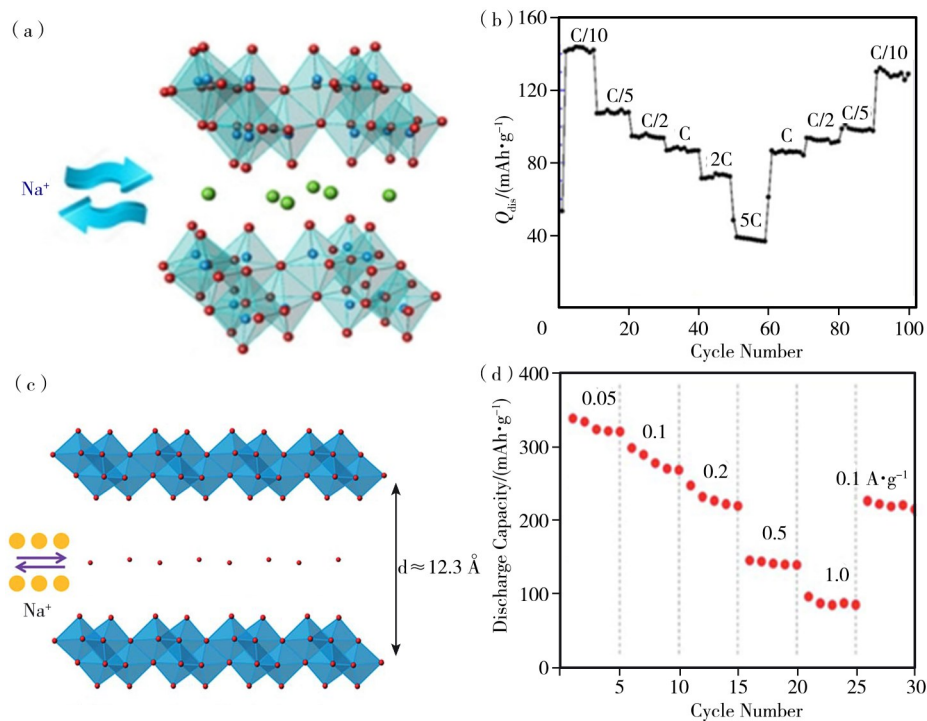 (a)
Na⁺
(b)
Q_dis/(mAh•g⁻¹)
160
120
80
40
0
20
40
60
80
100
Cycle Number
C/10
C/5
C/2
C
2C
5C
C
C/2
C/5
C/10
(c)
d≈12.3 Å
Na⁺
(d)
Discharge Capacity/(mAh•g⁻¹)
400
300
200
100
0
5
10
15
20
25
30
Cycle Number
0.05
0.1
0.2
0.5
1.0
0.1 A•g⁻¹